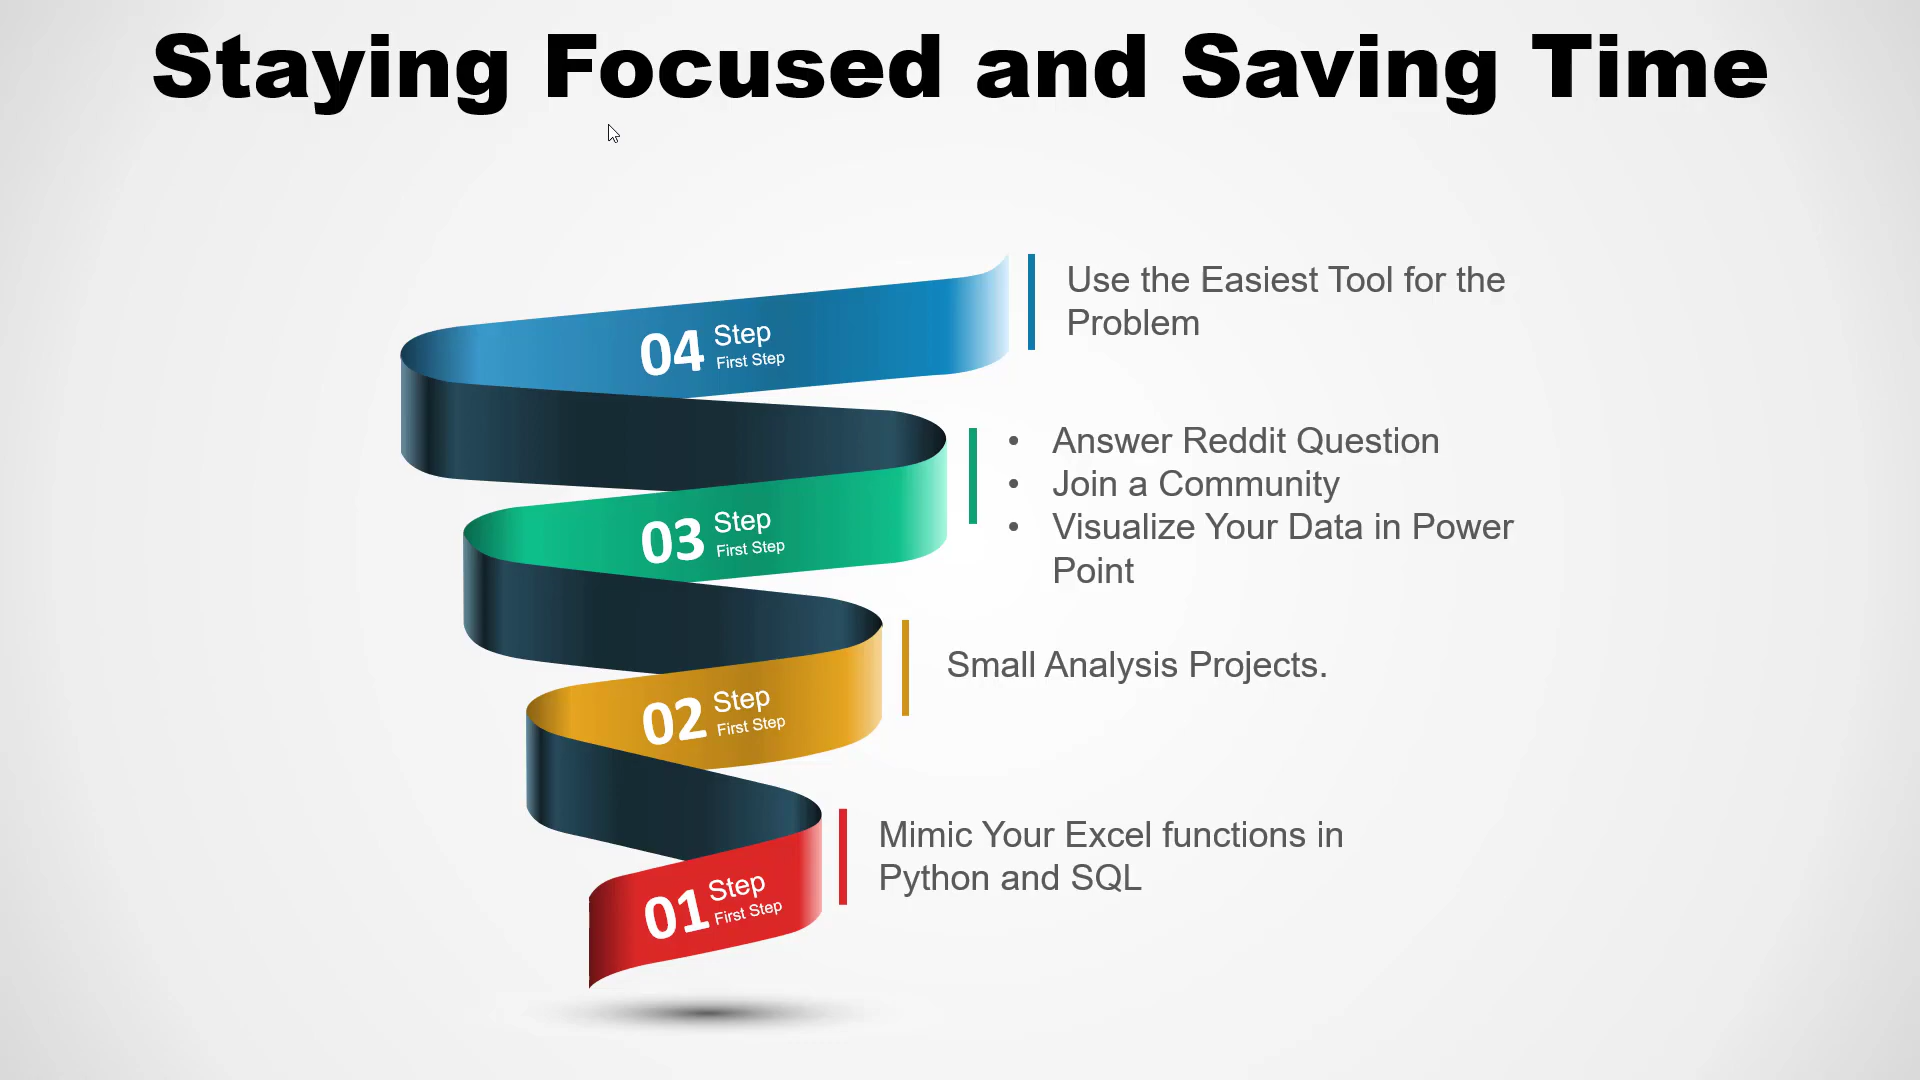 Staying Focused and Saving Time
04 Step
First Step
Use the Easiest Tool for the
Problem
03 Step
First Step
• Answer Reddit Question
• Join a Community
• Visualize Your Data in Power
Point
02 Step
First Step
Small Analysis Projects.
01 Step
First Step
Mimic Your Excel functions in
Python and SQL